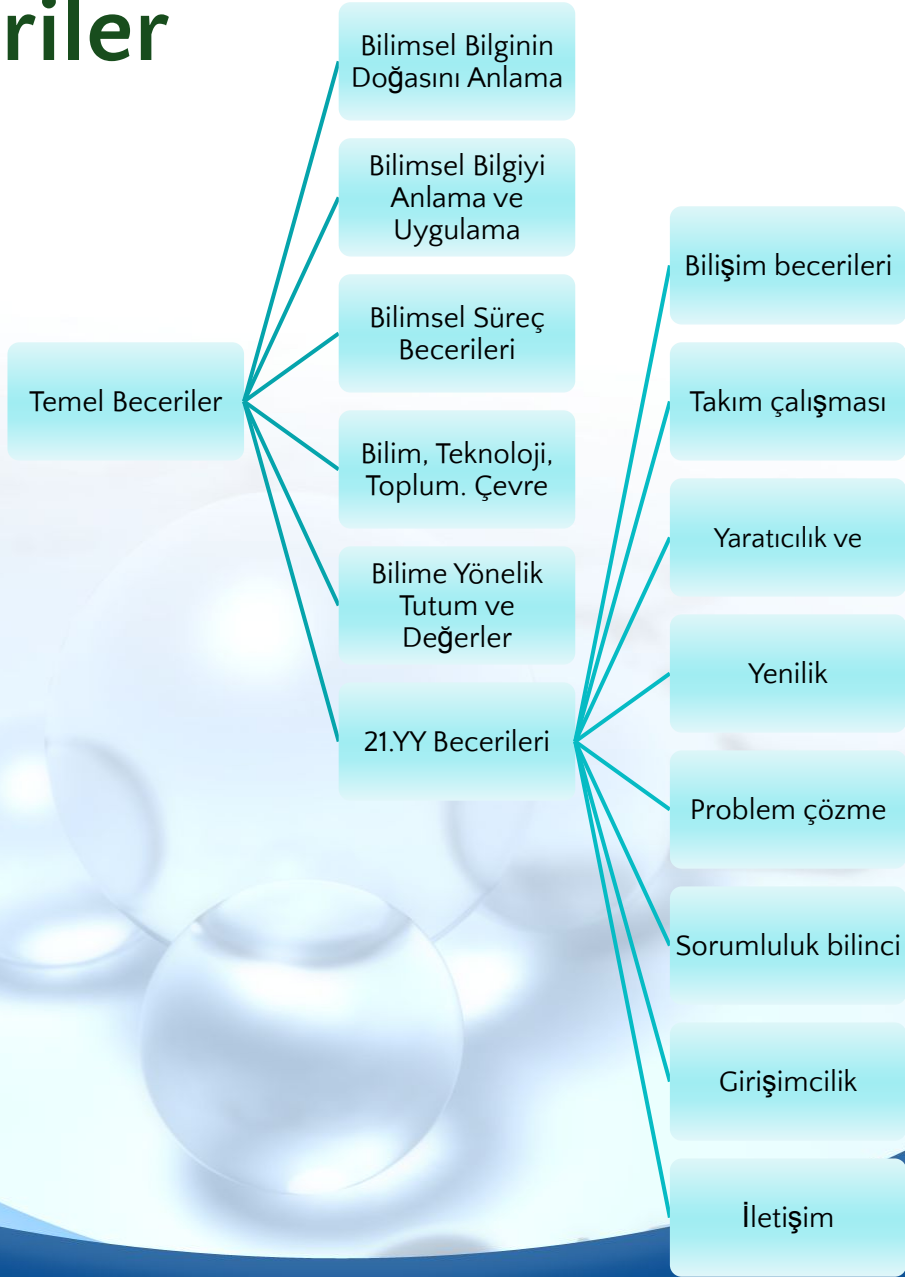 riler
Temel Beceriler
Bilimsel Bilginin
Doğasını Anlama
Bilimsel Bilgiyi
Anlama ve
Uygulama
Bilimsel Süreç
Becerileri
Bilim, Teknoloji,
Toplum. Çevre
Bilime Yönelik
Tutum ve
Değerler
21.YY Becerileri
Bilişim becerileri
Takım çalışması
Yaratıcılık ve
Yenilik
Problem çözme
Sorumluluk bilinci
Girişimcilik
İletişim